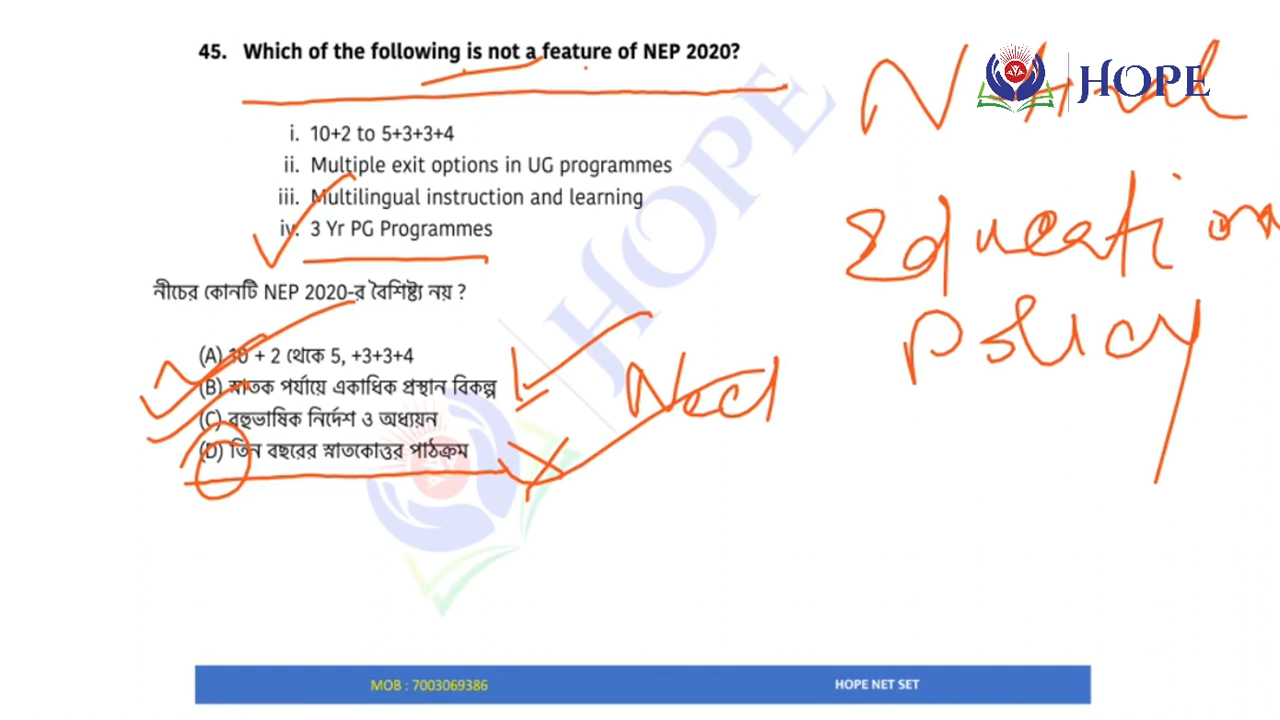 45. Which of the following is not a feature of NEP 2020?
i. 10+2 to 5+3+3+4
ii. Multiple exit options in UG programmes
iii. Multilingual instruction and learning
iv. 3 Yr PG Programmes
নীচের কোনটি NEP 2020-র বৈশিষ্ট্য নয় ?
(A) 10 + 2 থেকে 5, +3+3+4
(B) স্নাতক পর্যায়ে একাধিক প্রস্থান বিকল্প
(C) বহুভাষিক নির্দেশ ও অধ্যয়ন
(D) তিন বছরের স্নাতকোত্তর পাঠক্রম
HOPE
Education
Policy
HOPE
MOB : 7003069386
HOPE NET SET